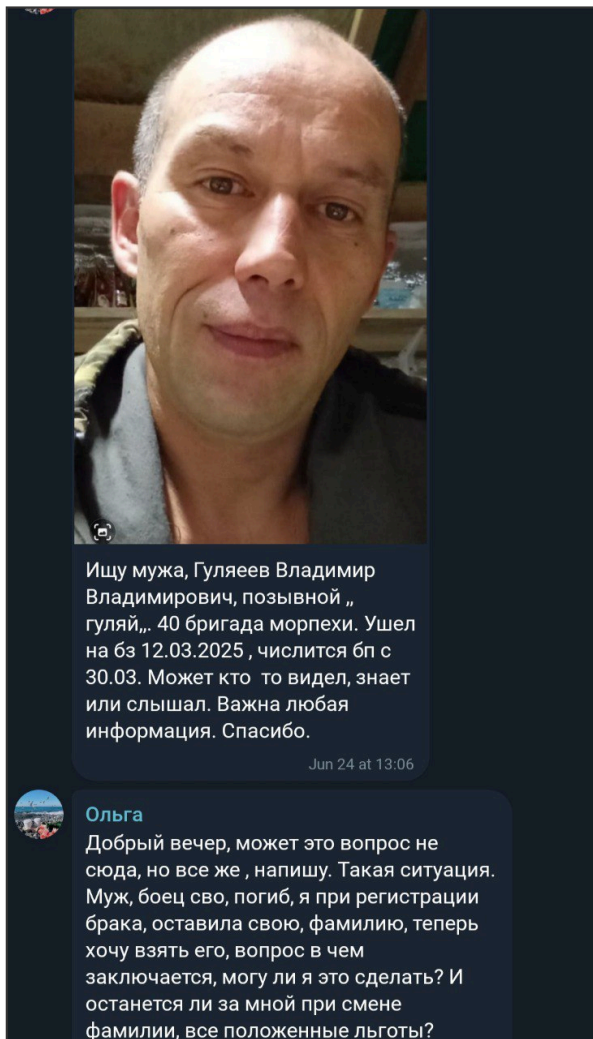 Ищу мужа, Гуляеев Владимир
Владимирович, позывной „
гуляй„. 40 бригада морпехи. Ушел
на бз 12.03.2025 , числится бп с
30.03. Может кто  то видел, знает
или слышал. Важна любая
информация. Спасибо.
Jun 24 at 13:06
Ольга
Добрый вечер, может это вопрос не
сюда, но все же , напишу. Такая ситуация.
Муж, боец сво, погиб, я при регистрации
брака, оставила свою, фамилию, теперь
хочу взять его, вопрос в чем
заключается, могу ли я это сделать? И
останется ли за мной при смене
фамилии, все положенные льготы?